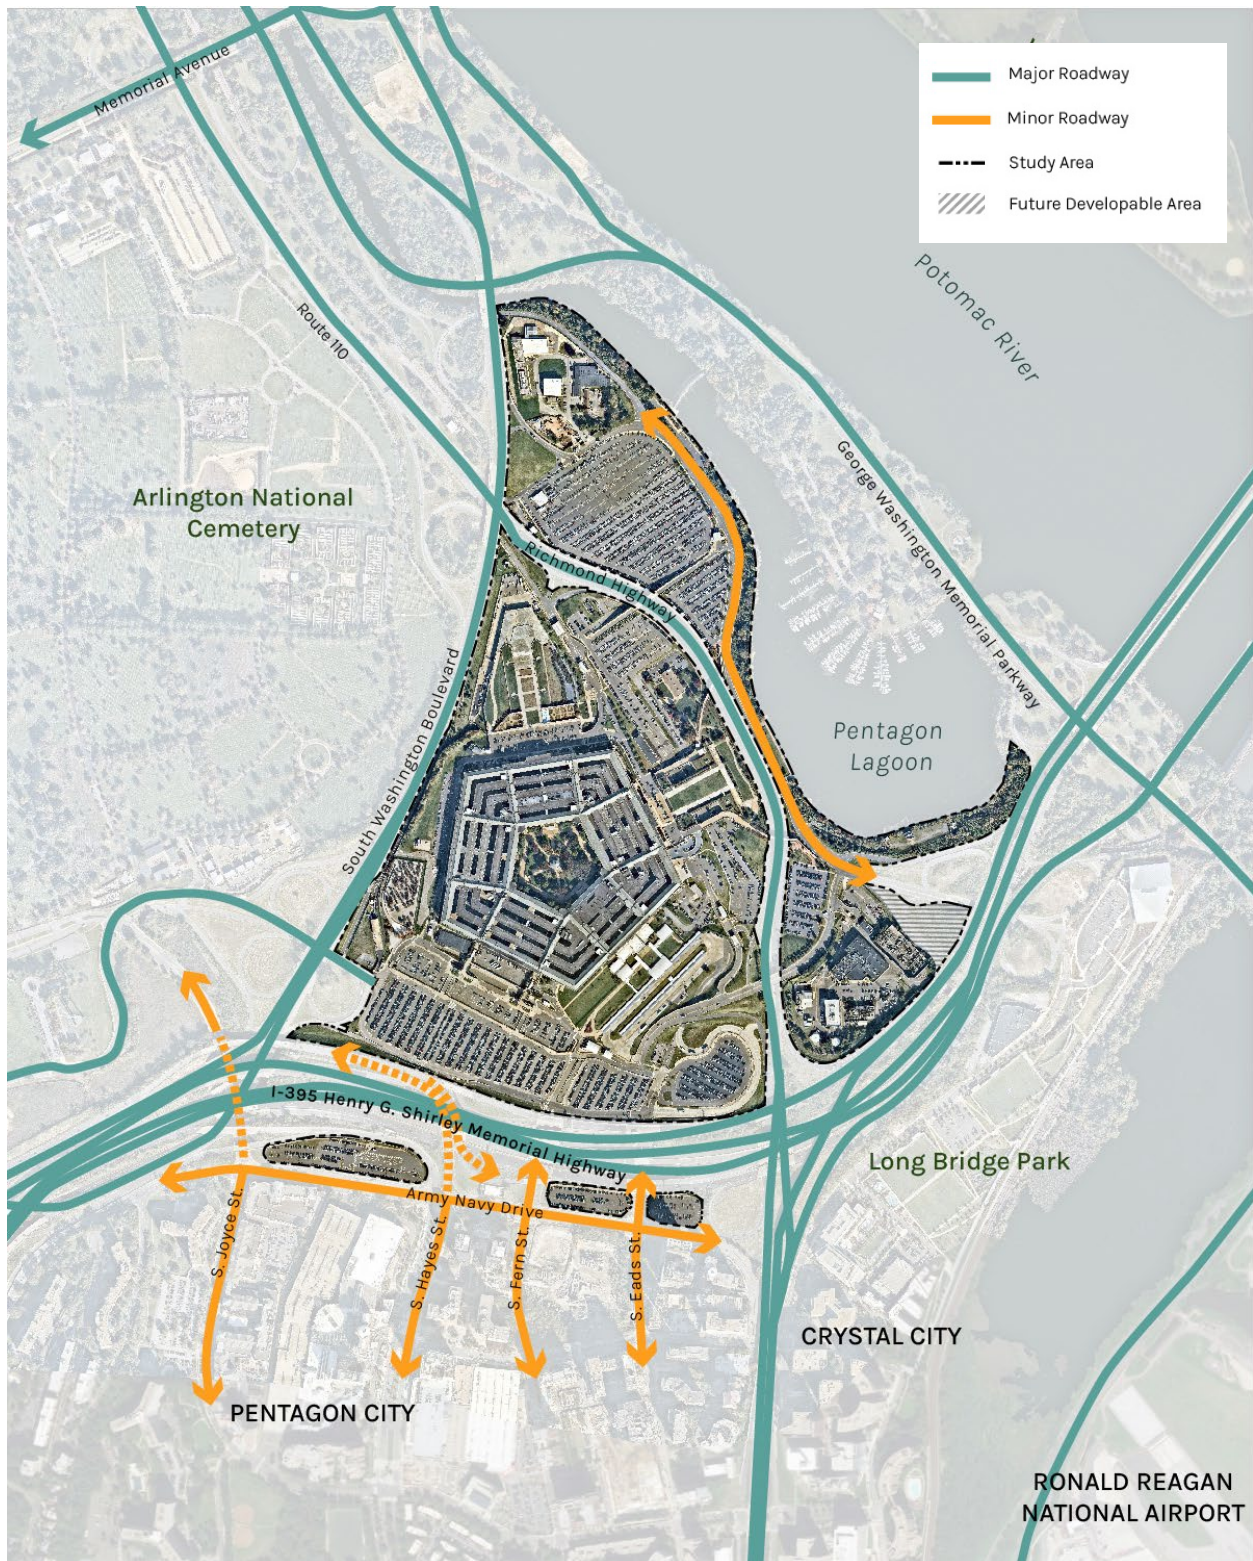 Major Roadway
Minor Roadway
Study Area
Future Developable Area
Memorial Avenue
Potomac River
Route 110
George Washington Memorial Parkway
Arlington National
Cemetery
Richmond Highway
South Washington Boulevard
Pentagon
Lagoon
I-395 Henry G. Shirley Memorial Highway
Long Bridge Park
Army Navy Drive
S. Joyce St.
S. Hayes St.
S. Fern St.
S. Eads St.
CRYSTAL CITY
PENTAGON CITY
RONALD REAGAN
NATIONAL AIRPORT